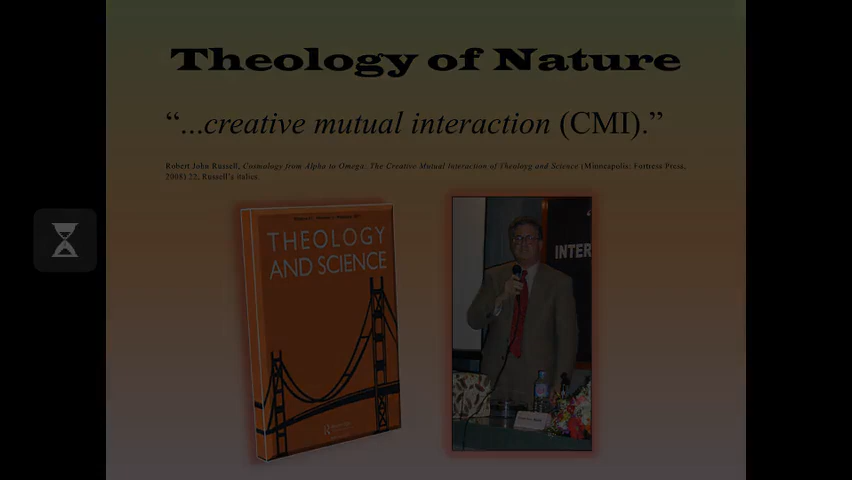 Theology of Nature
“...creative mutual interaction (CMI).”
Robert John Russell, Cosmology from Alpha to Omega: The Creative Mutual Interaction of Theology and Science (Minneapolis: Fortress Press,
2008) 22, Russell's italics.
THEOLOGY
AND SCIENCE
INTER